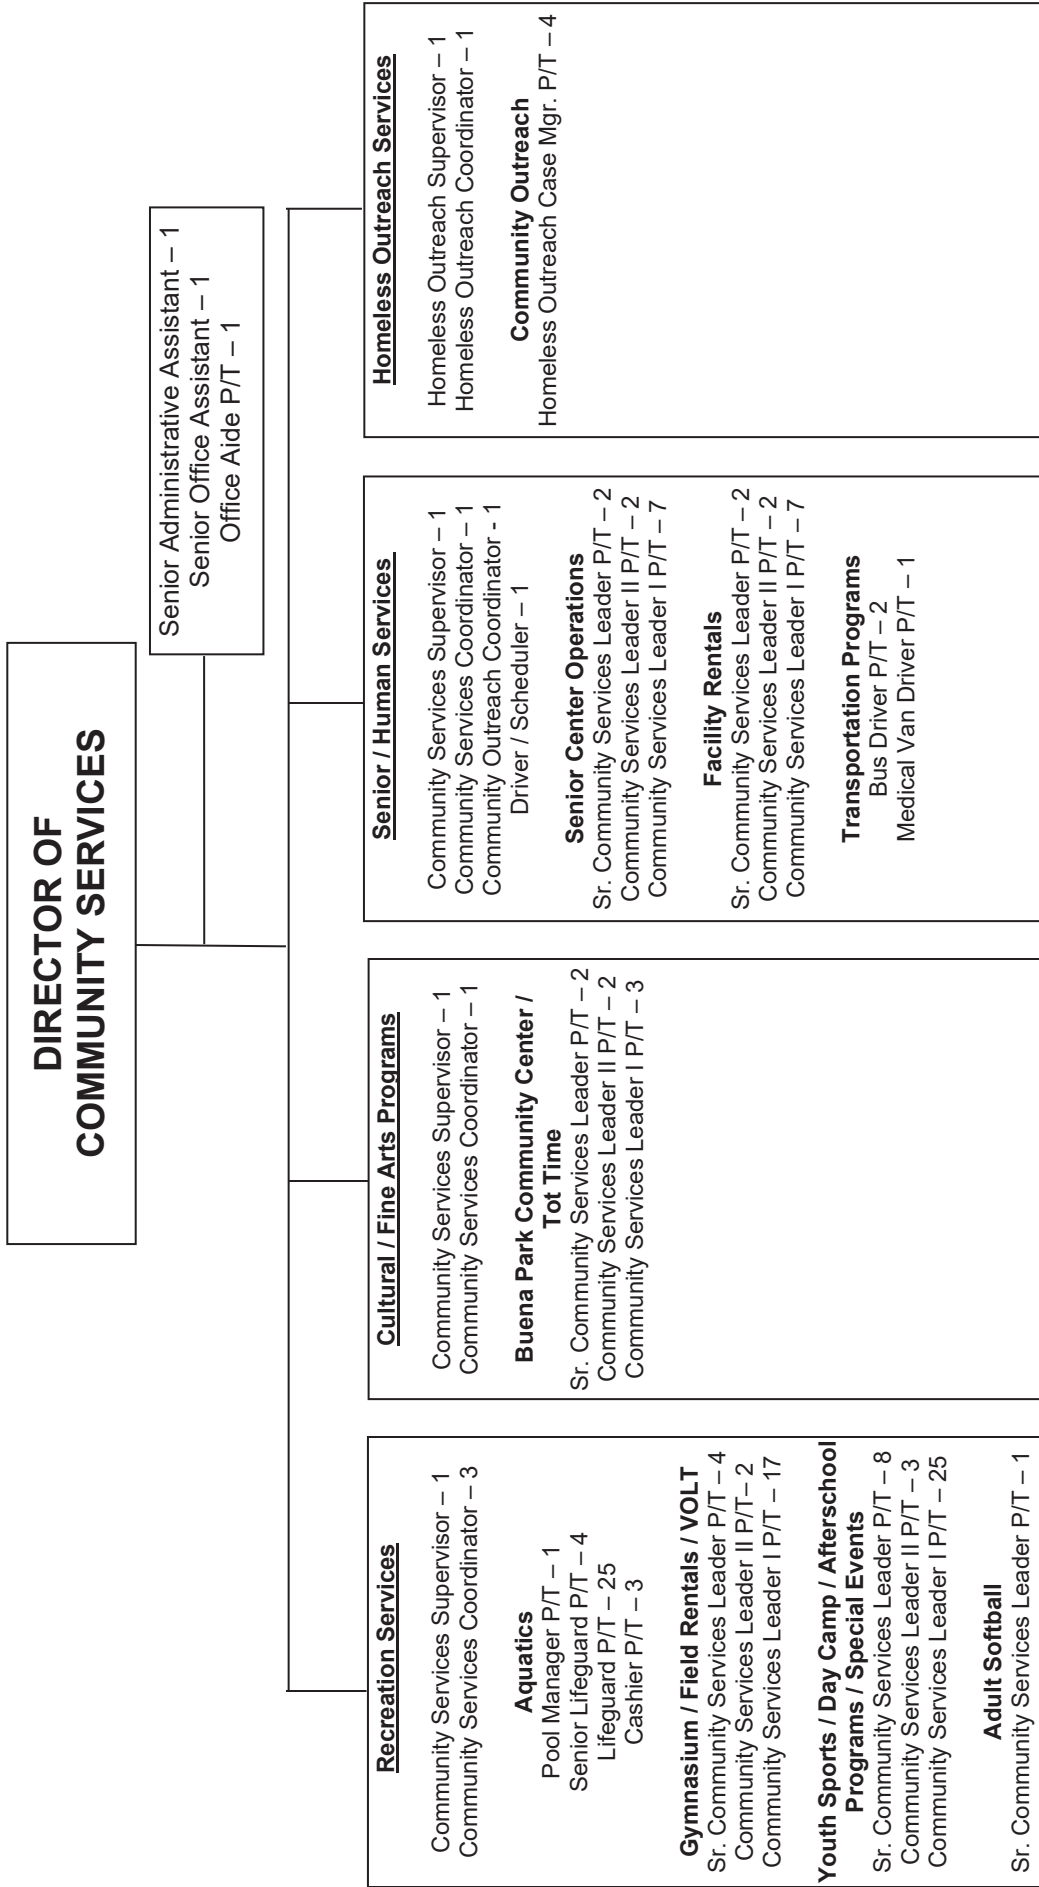 DIRECTOR OF
COMMUNITY SERVICES
Senior Administrative Assistant – 1
Senior Office Assistant – 1
Office Aide P/T – 1
Recreation Services
Community Services Supervisor – 1
Community Services Coordinator – 3
Aquatics
Pool Manager P/T – 1
Senior Lifeguard P/T – 4
Lifeguard P/T – 25
Cashier P/T – 3
Gymnasium / Field Rentals / VOLT
Sr. Community Services Leader P/T – 4
Community Services Leader II P/T– 2
Community Services Leader I P/T – 17
Youth Sports / Day Camp / Afterschool
Programs / Special Events
Sr. Community Services Leader P/T – 8
Community Services Leader II P/T – 3
Community Services Leader I P/T – 25
Adult Softball
Sr. Community Services Leader P/T – 1
Cultural / Fine Arts Programs
Community Services Supervisor – 1
Community Services Coordinator – 1
Buena Park Community Center /
Tot Time
Sr. Community Services Leader P/T – 2
Community Services Leader II P/T – 2
Community Services Leader I P/T – 3
Senior / Human Services
Community Services Supervisor – 1
Community Services Coordinator – 1
Community Outreach Coordinator - 1
Driver / Scheduler – 1
Senior Center Operations
Sr. Community Services Leader P/T – 2
Community Services Leader II P/T – 2
Community Services Leader I P/T – 7
Facility Rentals
Sr. Community Services Leader P/T – 2
Community Services Leader II P/T – 2
Community Services Leader I P/T – 7
Transportation Programs
Bus Driver P/T – 2
Medical Van Driver P/T – 1
Homeless Outreach Services
Homeless Outreach Supervisor – 1
Homeless Outreach Coordinator – 1
Community Outreach
Homeless Outreach Case Mgr. P/T – 4